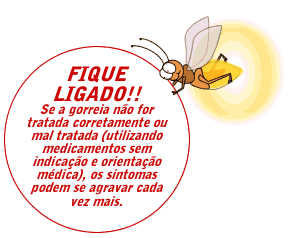 FIQUE
LIGADO!!
Se a gorreia não for
tratada corretamente ou
mal tratada (utilizando
medicamentos sem
indicação e orientação
médica), os sintomas
podem se agravar cada
vez mais.